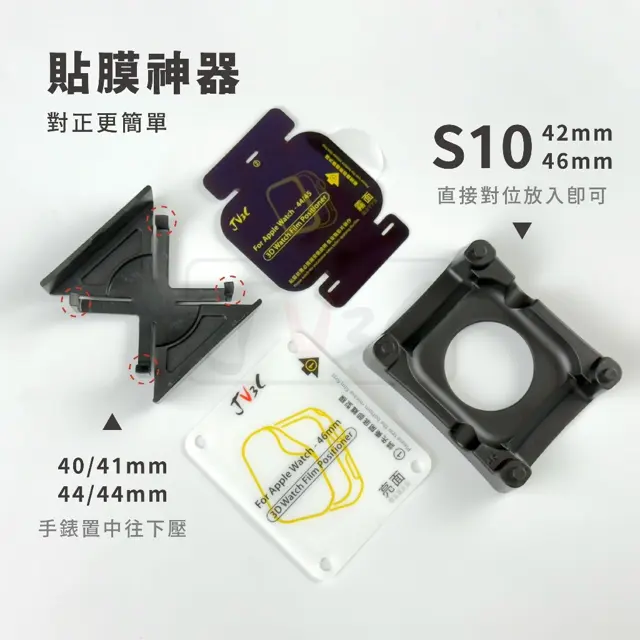 貼膜神器
對正更簡單
S10 42mm
46mm
直接對位放入即可
JV3C
For Apple Watch - 44/45
3D Watch Film Positioner
霧面
JV3C
For Apple Watch - 46mm
3D Watch Film Positioner
亮面
40/41mm
44/44mm
手錶置中往下壓